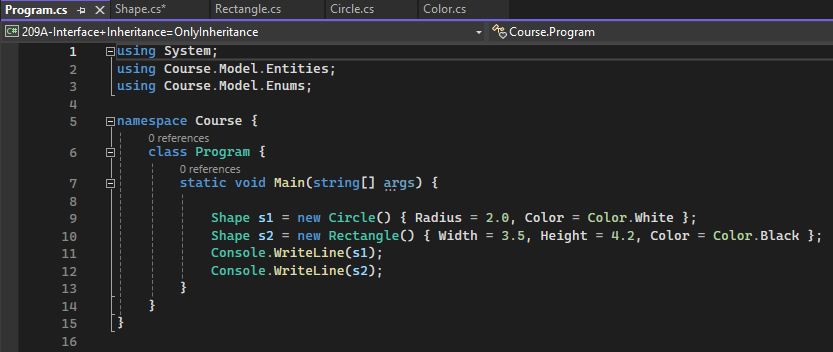 Program.cs Shape.cs* Rectangle.cs Circle.cs Color.cs
C# 209A-Interface+Inheritance=OnlyInheritance Course.Program
1 using System;
2 using Course.Model.Entities;
3 using Course.Model.Enums;
4
5 namespace Course {
0 references
6 class Program {
0 references
7 static void Main(string[] args) {
8
9 Shape s1 = new Circle() { Radius = 2.0, Color = Color.White };
10 Shape s2 = new Rectangle() { Width = 3.5, Height = 4.2, Color = Color.Black };
11 Console.WriteLine(s1);
12 Console.WriteLine(s2);
13 }
14 }
15 }
16